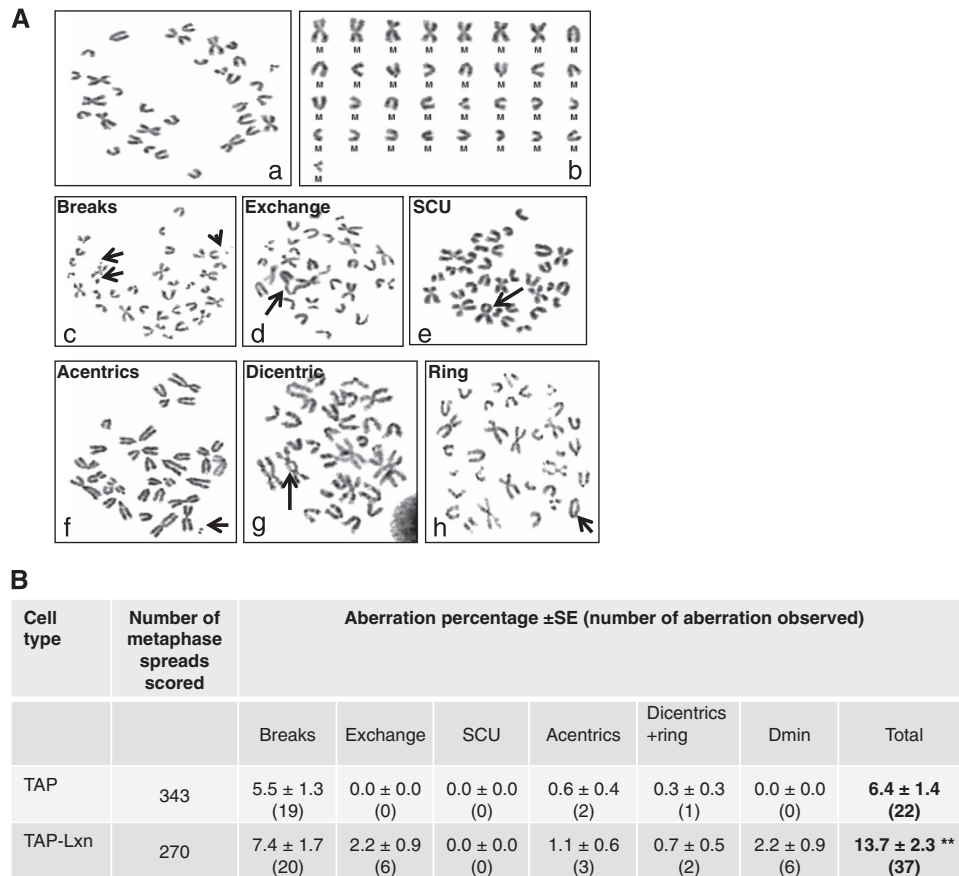 A
a
M M M M M M M M
M M M M M M M M
M M M M M M M M
M M M M M M M M
M
b
Breaks
c
Exchange
d
SCU
e
Acentrics
f
Dicentric
g
Ring
h
B
Cell type
Number of metaphase spreads scored
Aberration percentage ±SE (number of aberration observed)
Breaks Exchange SCU Acentrics Dicentrics +ring Dmin Total
TAP 343 5.5 ± 1.3 (19) 0.0 ± 0.0 (0) 0.0 ± 0.0 (0) 0.6 ± 0.4 (2) 0.3 ± 0.3 (1) 0.0 ± 0.0 (0) 6.4 ± 1.4 (22)
TAP-Lxn 270 7.4 ± 1.7 (20) 2.2 ± 0.9 (6) 0.0 ± 0.0 (0) 1.1 ± 0.6 (3) 0.7 ± 0.5 (2) 2.2 ± 0.9 (6) 13.7 ± 2.3 ** (37)